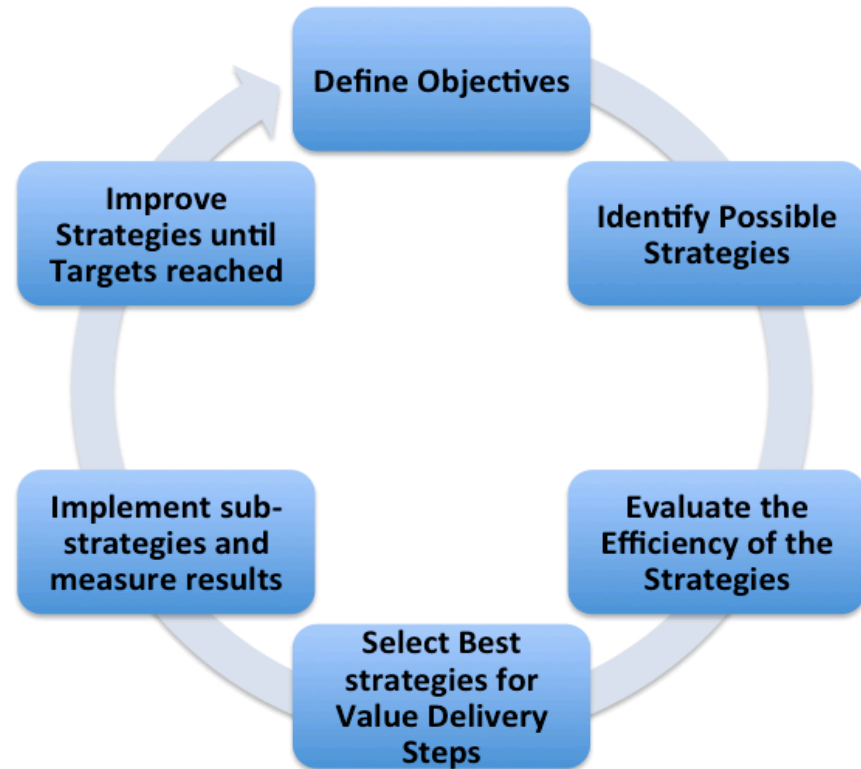 Define Objectives
Identify Possible
Strategies
Evaluate the
Efficiency of the
Strategies
Select Best
strategies for
Value Delivery
Steps
Implement sub-
strategies and
measure results
Improve
Strategies until
Targets reached